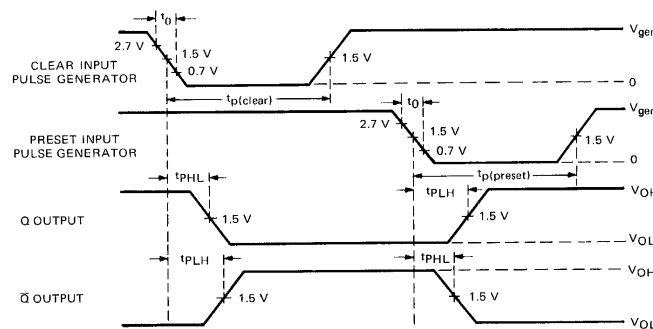 t0
Vgen
2.7 V
1.5 V
0.7 V
1.5 V
CLEAR INPUT
PULSE GENERATOR
0
tp(clear)
t0
Vgen
2.7 V
1.5 V
0.7 V
1.5 V
PRESET INPUT
PULSE GENERATOR
0
tp(preset)
tPHL
tPLH
VOH
Q OUTPUT
1.5 V
1.5 V
VOL
tPLH
tPHL
VOH
Q̅ OUTPUT
1.5 V
1.5 V
VOL